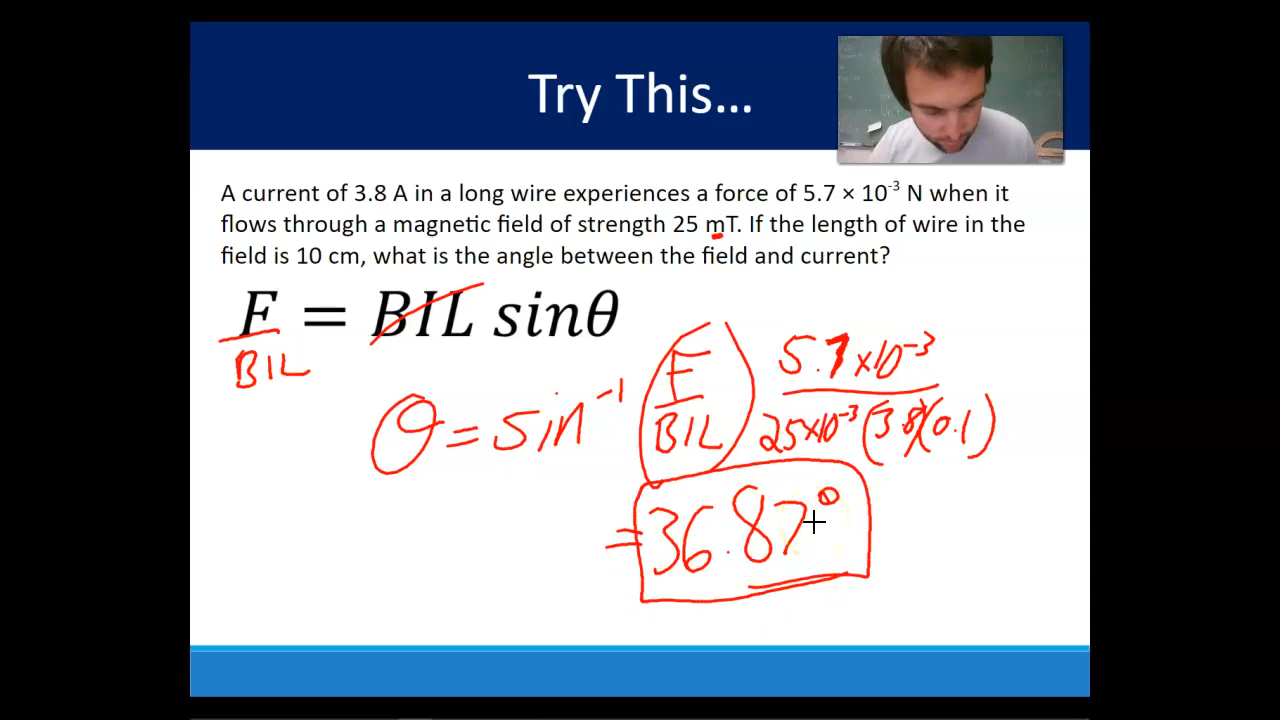 Try This...
A current of 3.8 A in a long wire experiences a force of 5.7 × 10⁻³ N when it
flows through a magnetic field of strength 25 mT. If the length of wire in the
field is 10 cm, what is the angle between the field and current?
F = BIL sinθ
BIL
θ = sin⁻¹ (F/BIL) 5.7×10⁻³
25×10⁻³(3.8)(0.1)
= 36.87°